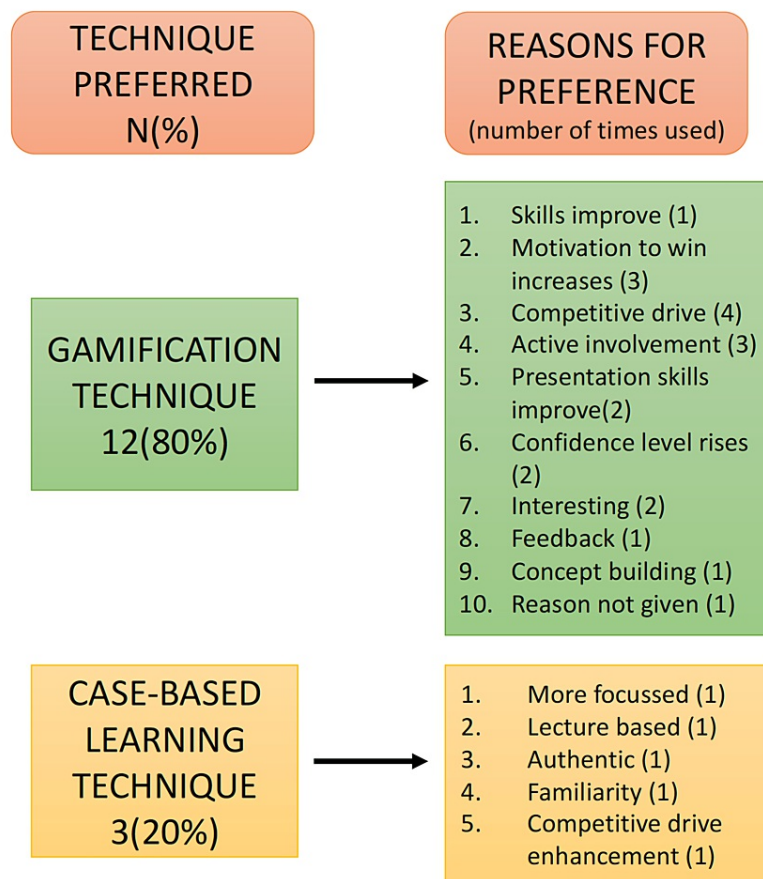 TECHNIQUE
PREFERRED
N(%)
REASONS FOR
PREFERENCE
(number of times used)
GAMIFICATION
TECHNIQUE
12(80%)
1. Skills improve (1)
2. Motivation to win
increases (3)
3. Competitive drive (4)
4. Active involvement (3)
5. Presentation skills
improve(2)
6. Confidence level rises
(2)
7. Interesting (2)
8. Feedback (1)
9. Concept building (1)
10. Reason not given (1)
CASE-BASED
LEARNING
TECHNIQUE
3(20%)
1. More focussed (1)
2. Lecture based (1)
3. Authentic (1)
4. Familiarity (1)
5. Competitive drive
enhancement (1)